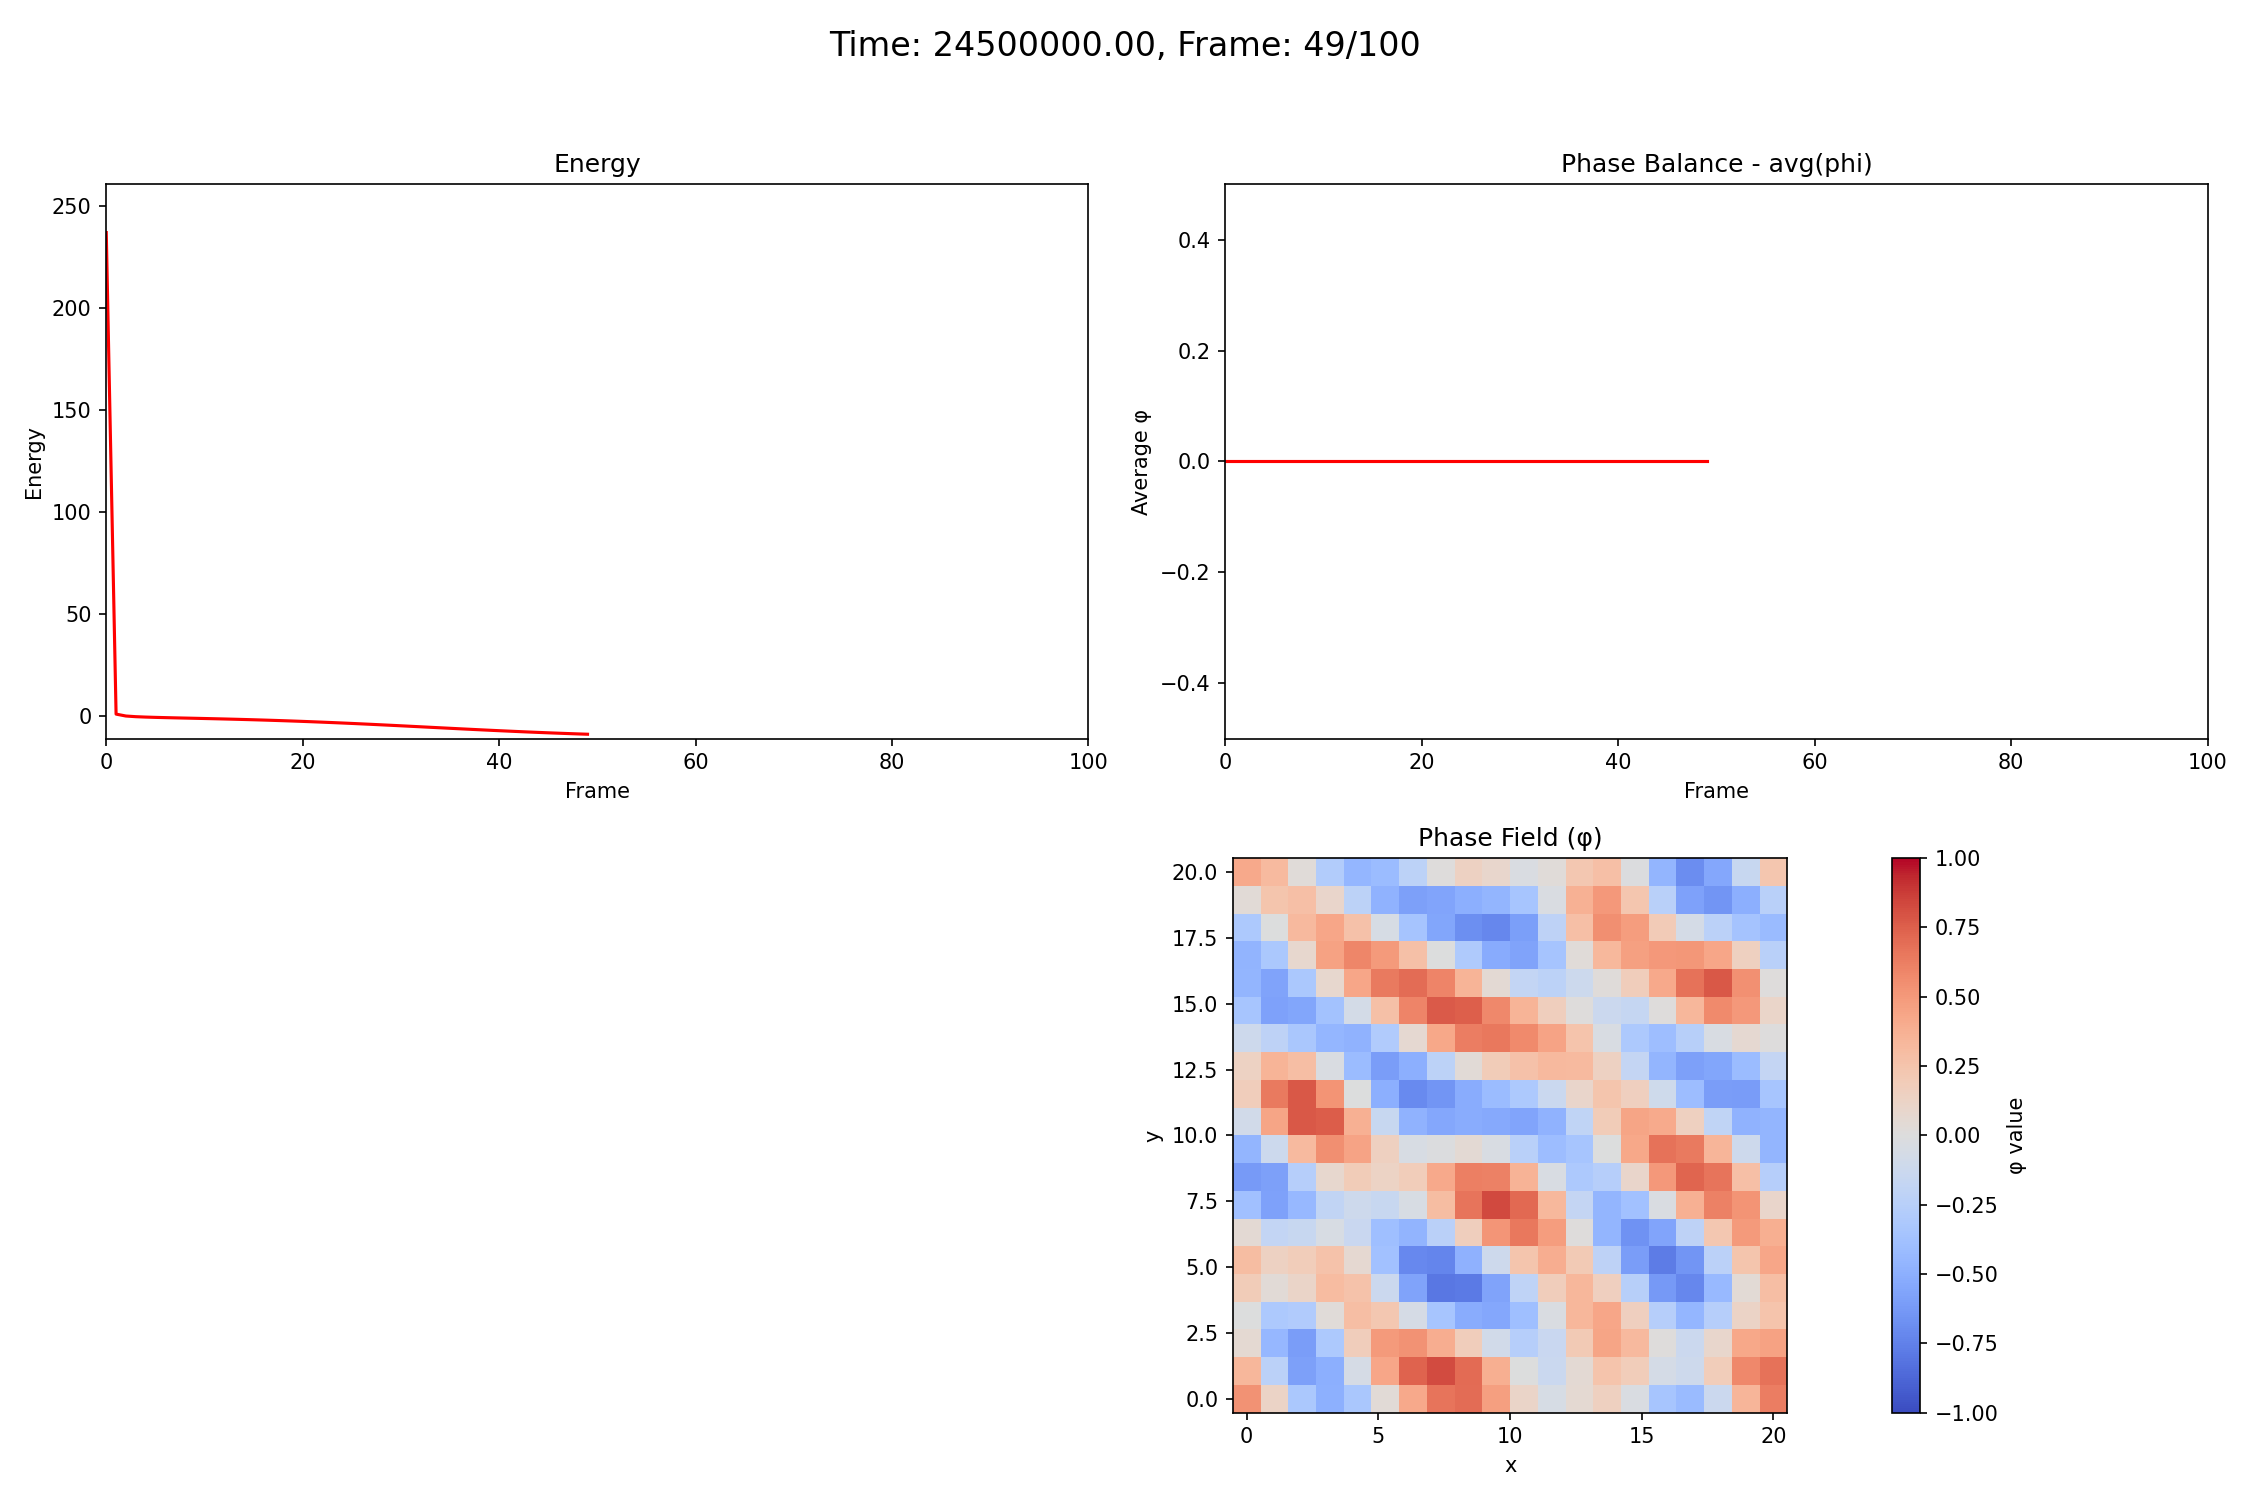 Time: 24500000.00, Frame: 49/100
Energy
250
200
150
100
50
0
Energy
0 20 40 60 80 100
Frame
Phase Balance - avg(phi)
0.4
0.2
0.0
−0.2
−0.4
Average φ
0 20 40 60 80 100
Frame
Phase Field (φ)
20.0
17.5
15.0
12.5
10.0
7.5
5.0
2.5
0.0
y
0 5 10 15 20
x
1.00
0.75
0.50
0.25
0.00
−0.25
−0.50
−0.75
−1.00
φ value